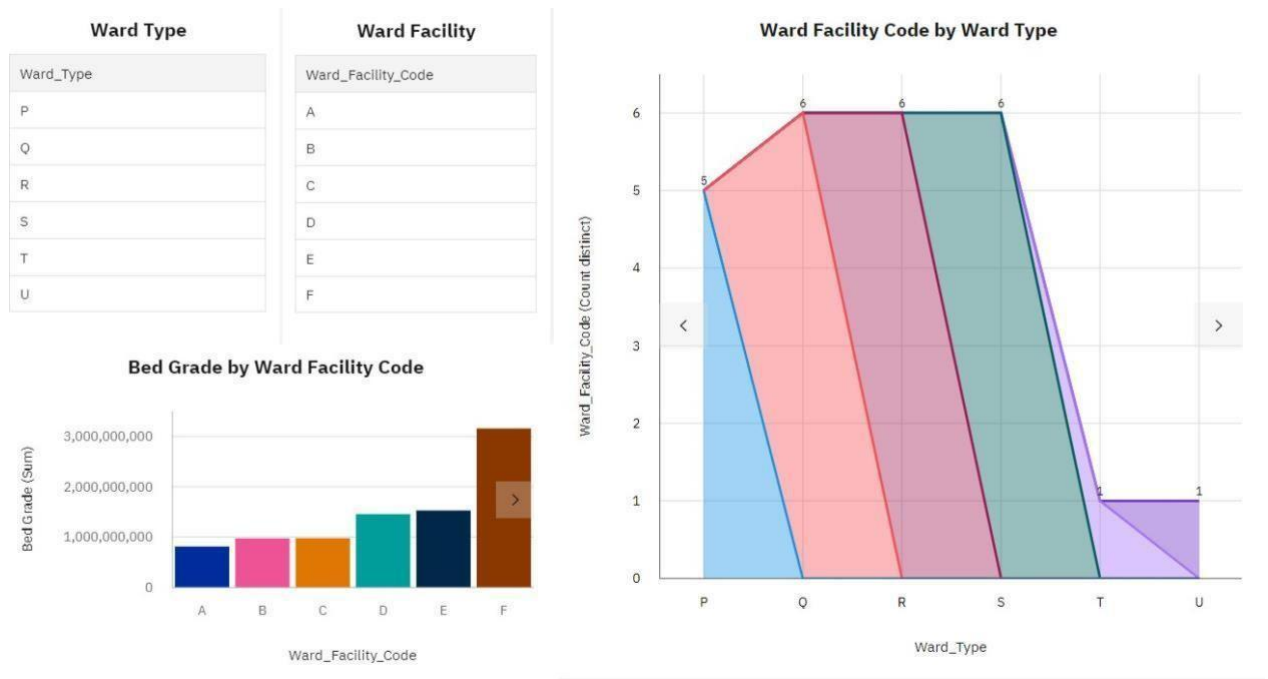 Ward Type
Ward_Type
P
Q
R
S
T
U
Ward Facility
Ward_Facility_Code
A
B
C
D
E
F
Bed Grade by Ward Facility Code
Bed Grade (Sum)
3,000,000,000
2,000,000,000
1,000,000,000
0
A B C D E F
Ward_Facility_Code
Ward Facility Code by Ward Type
Ward_Facility_Code (Count distinct)
6
5
4
3
2
1
0
5
6
6
6
1
1
P Q R S T U
Ward_Type